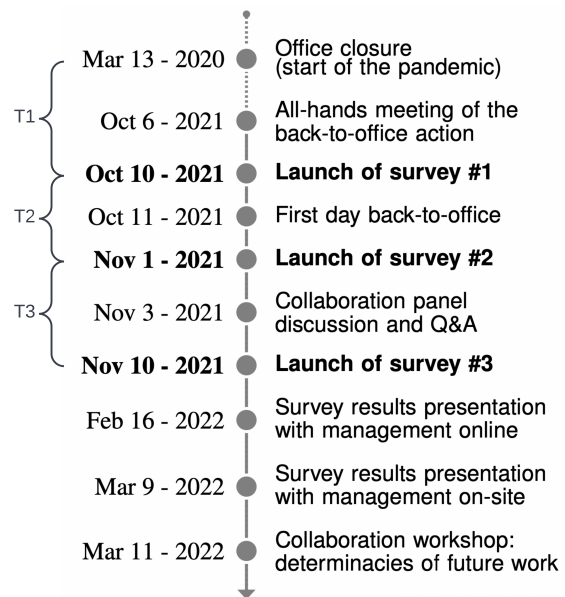 Mar 13 - 2020
Office closure
(start of the pandemic)
T1
Oct 6 - 2021
All-hands meeting of the
back-to-office action
Oct 10 - 2021
Launch of survey #1
T2
Oct 11 - 2021
First day back-to-office
Nov 1 - 2021
Launch of survey #2
T3
Nov 3 - 2021
Collaboration panel
discussion and Q&A
Nov 10 - 2021
Launch of survey #3
Feb 16 - 2022
Survey results presentation
with management online
Mar 9 - 2022
Survey results presentation
with management on-site
Mar 11 - 2022
Collaboration workshop:
determinacies of future work